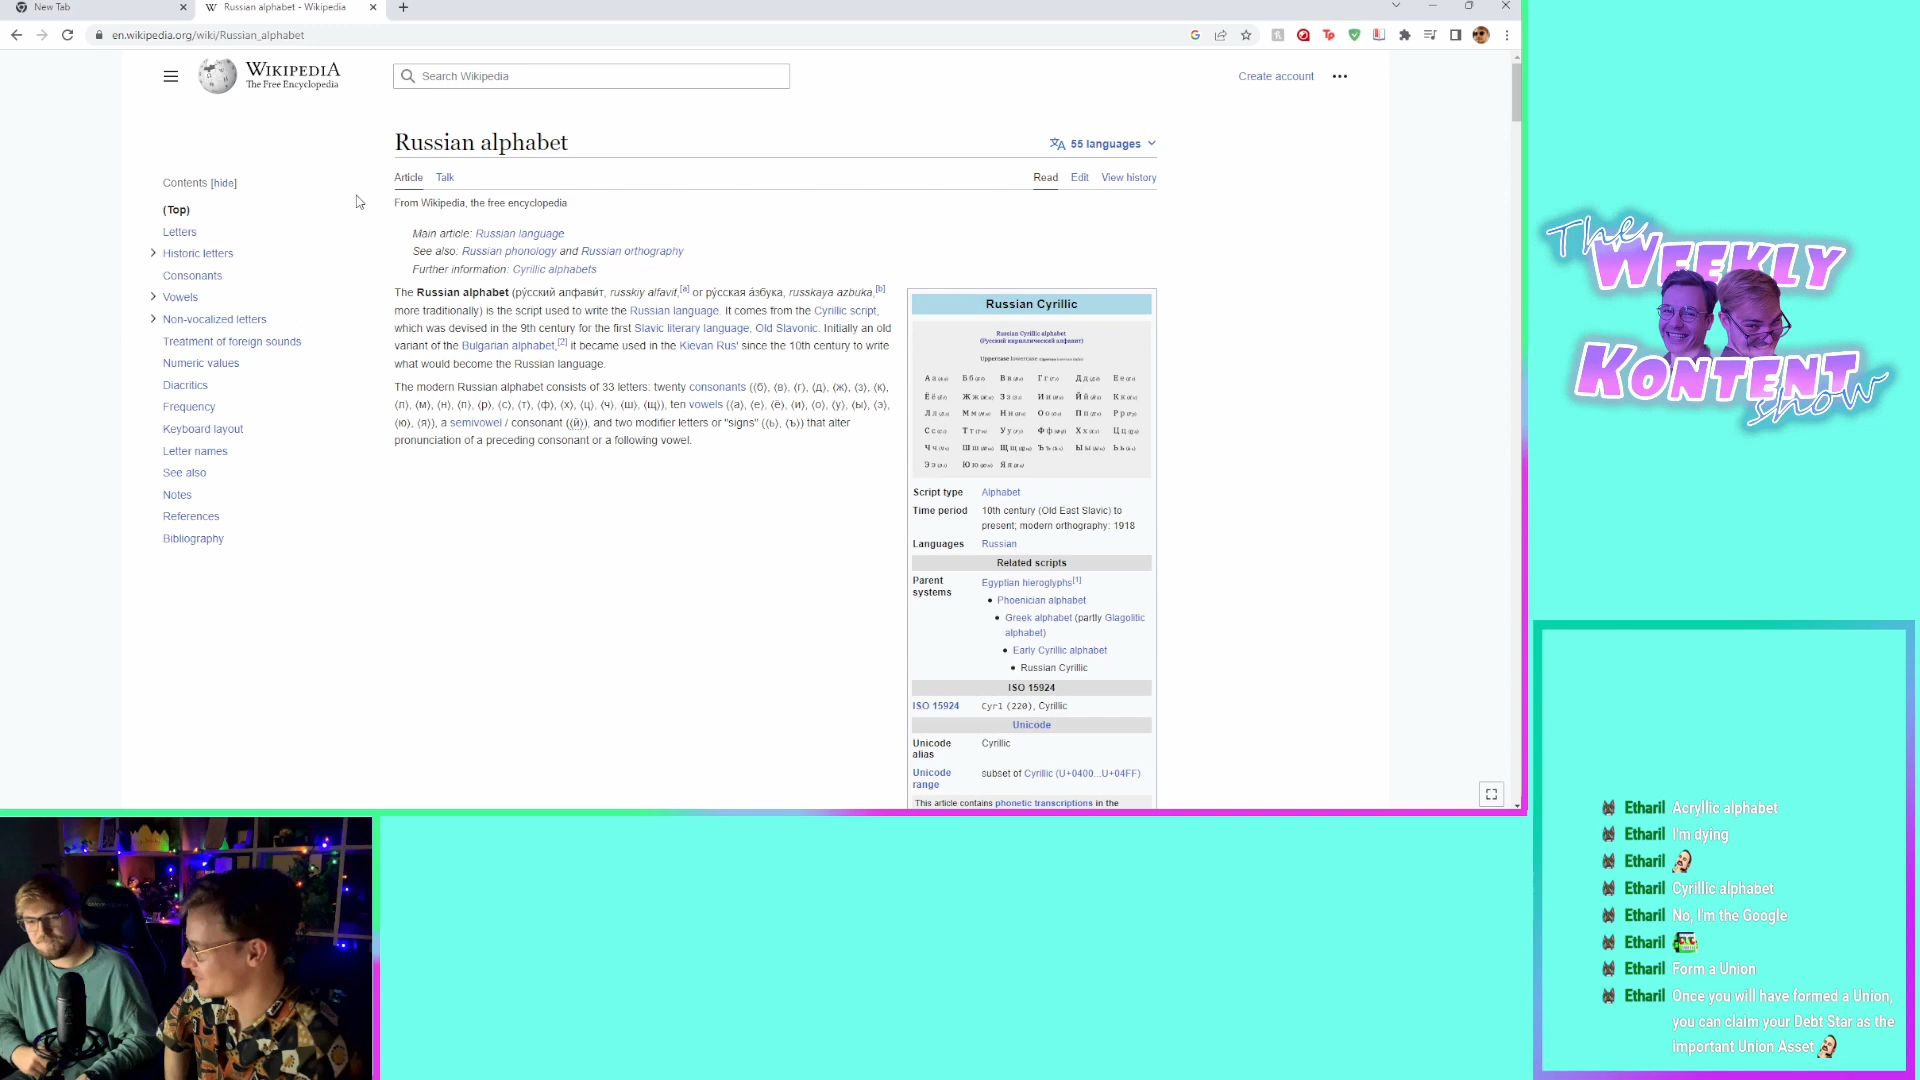 New Tab
Russian alphabet - Wikipedia
en.wikipedia.org/wiki/Russian_alphabet
WIKIPEDIA
The Free Encyclopedia
Search Wikipedia
Create account
Russian alphabet
55 languages
Contents [hide]
(Top)
Letters
Historic letters
Consonants
Vowels
Non-vocalized letters
Treatment of foreign sounds
Numeric values
Diacritics
Frequency
Keyboard layout
Letter names
See also
Notes
References
Bibliography
Article Talk
Read Edit View history
From Wikipedia, the free encyclopedia
Main article: Russian language
See also: Russian phonology and Russian orthography
Further information: Cyrillic alphabets
The Russian alphabet (ру́сский алфави́т, russkiy alfavit,[a] or ру́сская а́збука, russkaya azbuka,[b]
more traditionally) is the script used to write the Russian language. It comes from the Cyrillic script,
which was devised in the 9th century for the first Slavic literary language, Old Slavonic. Initially an old
variant of the Bulgarian alphabet,[2] it became used in the Kievan Rus' since the 10th century to write
what would become the Russian language.
The modern Russian alphabet consists of 33 letters: twenty consonants (⟨б⟩, ⟨в⟩, ⟨г⟩, ⟨д⟩, ⟨ж⟩, ⟨з⟩, ⟨к⟩,
⟨л⟩, ⟨м⟩, ⟨н⟩, ⟨п⟩, ⟨р⟩, ⟨с⟩, ⟨т⟩, ⟨ф⟩, ⟨х⟩, ⟨ц⟩, ⟨ч⟩, ⟨ш⟩, ⟨щ⟩), ten vowels (⟨а⟩, ⟨е⟩, ⟨ё⟩, ⟨и⟩, ⟨о⟩, ⟨у⟩, ⟨ы⟩, ⟨э⟩,
⟨ю⟩, ⟨я⟩), a semivowel / consonant (⟨й⟩), and two modifier letters or "signs" (⟨ь⟩, ⟨ъ⟩) that alter
pronunciation of a preceding consonant or a following vowel.
Russian Cyrillic
Russian Cyrillic alphabet
(Русский кириллический алфавит)
Uppercase lowercase
А а Б б В в Г г Д д Е е
Ё ё Ж ж З з И и Й й К к
Л л М м Н н О о П п Р р
С с Т т У у Ф ф Х х Ц ц
Ч ч Ш ш Щ щ Ъ ъ Ы ы Ь ь
Э э Ю ю Я я
Script type Alphabet
Time period 10th century (Old East Slavic) to
present; modern orthography: 1918
Languages Russian
Related scripts
Parent
systems
Egyptian hieroglyphs[1]
Phoenician alphabet
Greek alphabet (partly Glagolitic
alphabet)
Early Cyrillic alphabet
Russian Cyrillic
ISO 15924
ISO 15924 Cyrl (220), Cyrillic
Unicode
Unicode
alias
Cyrillic
Unicode
range
subset of Cyrillic (U+0400...U+04FF)
This article contains phonetic transcriptions in the
The
WEEKLY
KONTENT
show
Etharil Acryllic alphabet
Etharil I'm dying
Etharil
Etharil Cyrillic alphabet
Etharil No, I'm the Google
Etharil
Etharil Form a Union
Etharil Once you will have formed a Union,
you can claim your Debt Star as the
important Union Asset